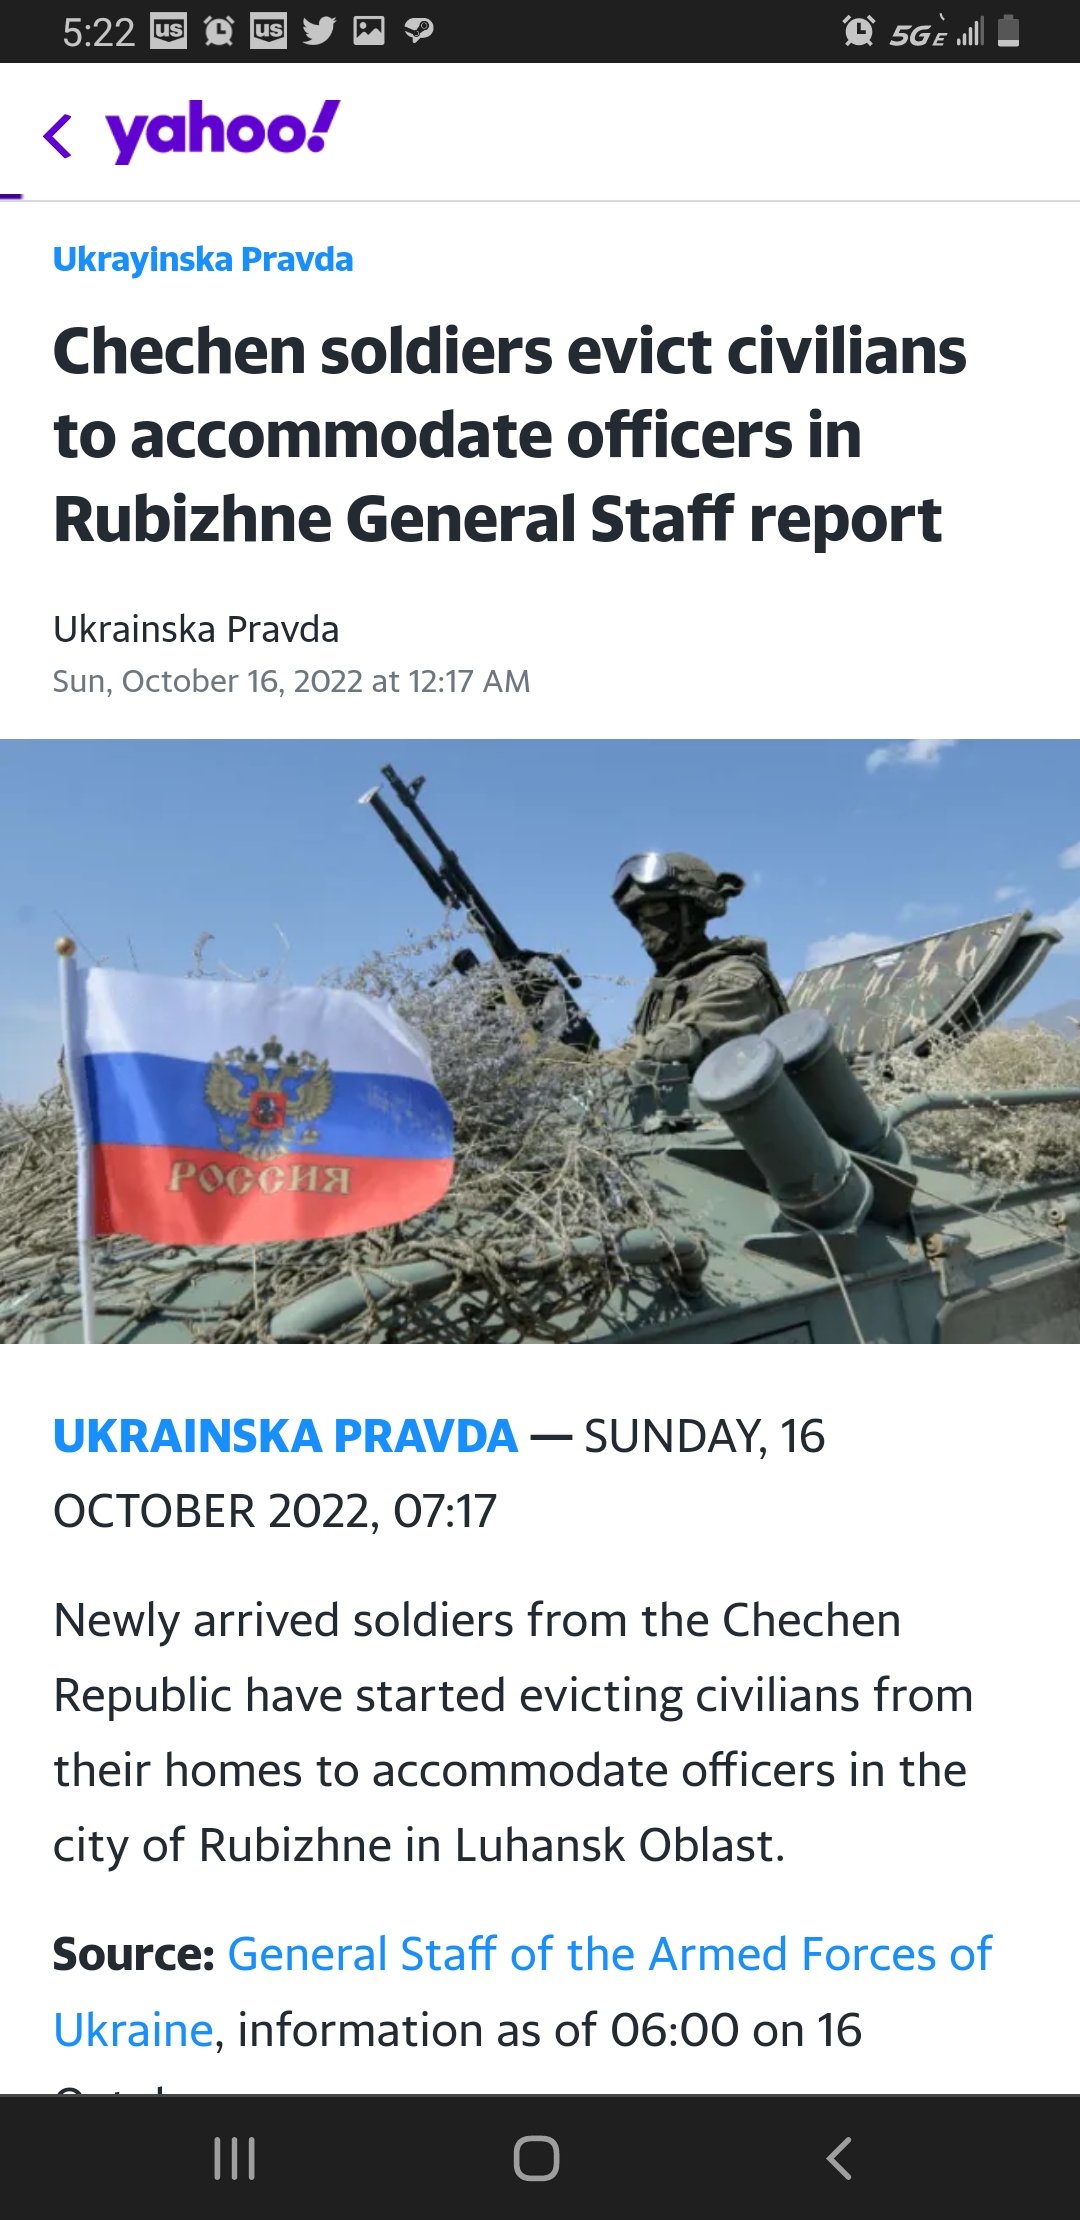 5:22 us us 5GE
yahoo!
Ukrayinska Pravda
Chechen soldiers evict civilians
to accommodate officers in
Rubizhne General Staff report
Ukrainska Pravda
Sun, October 16, 2022 at 12:17 AM
РОССИЯ
UKRAINSKA PRAVDA — SUNDAY, 16
OCTOBER 2022, 07:17
Newly arrived soldiers from the Chechen
Republic have started evicting civilians from
their homes to accommodate officers in the
city of Rubizhne in Luhansk Oblast.
Source: General Staff of the Armed Forces of
Ukraine, information as of 06:00 on 16